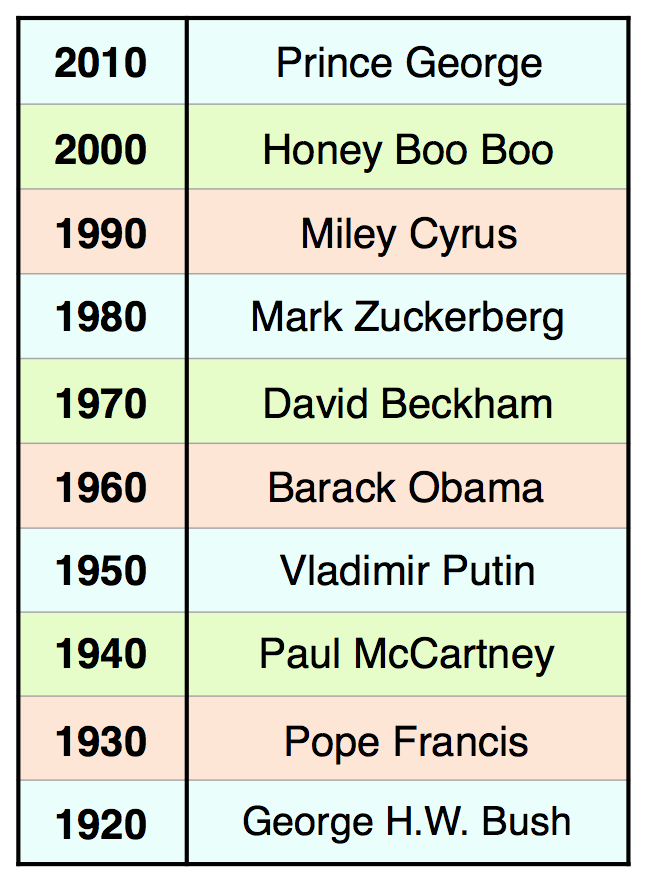 2010 Prince George
2000 Honey Boo Boo
1990 Miley Cyrus
1980 Mark Zuckerberg
1970 David Beckham
1960 Barack Obama
1950 Vladimir Putin
1940 Paul McCartney
1930 Pope Francis
1920 George H.W. Bush